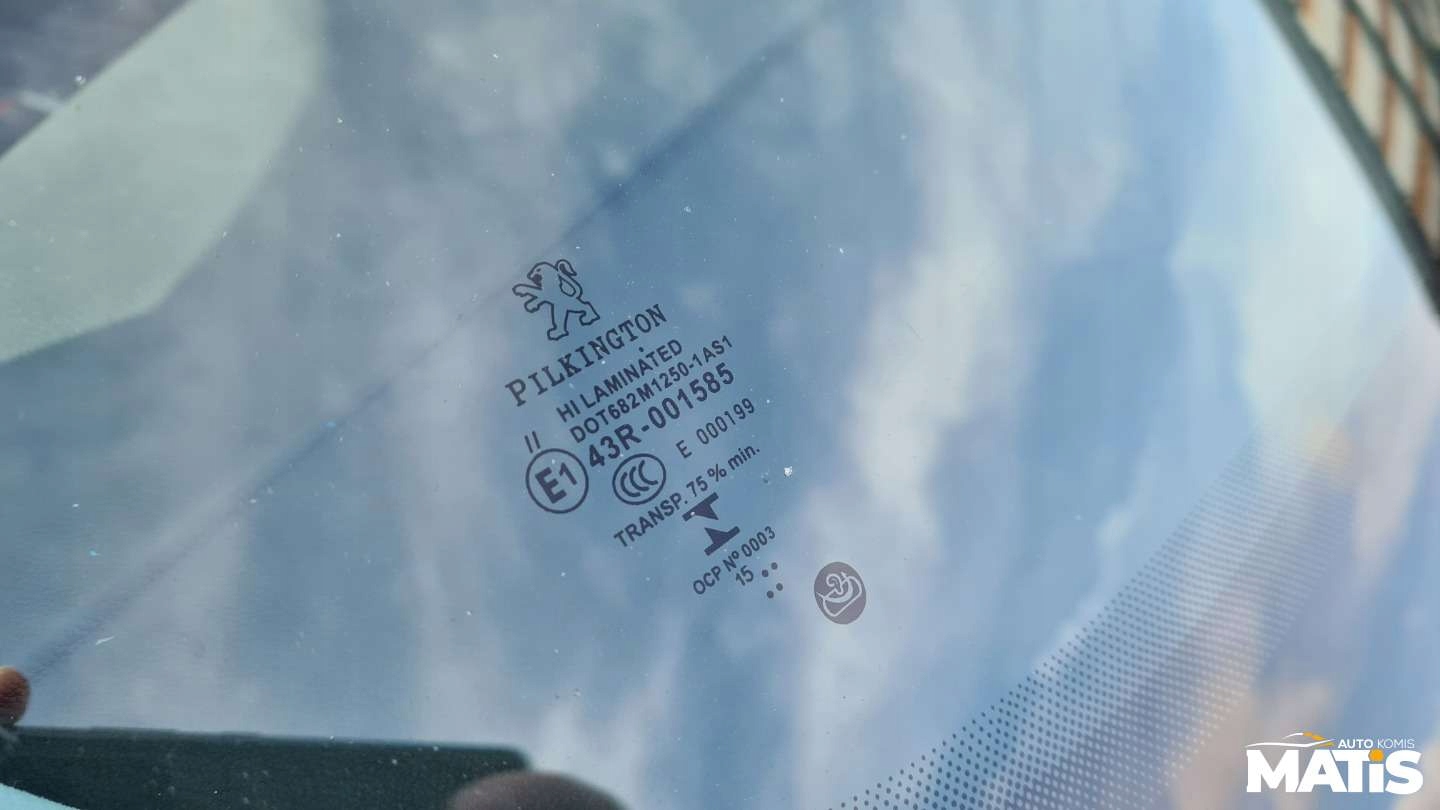 PILKINGTON
HI LAMINATED
DOT682M1250-1AS1
II 43R-001585
E1 CCC E 000199
TRANSP. 75 % min.
OCP Nº 0003
15
AUTO KOMIS
MATiS